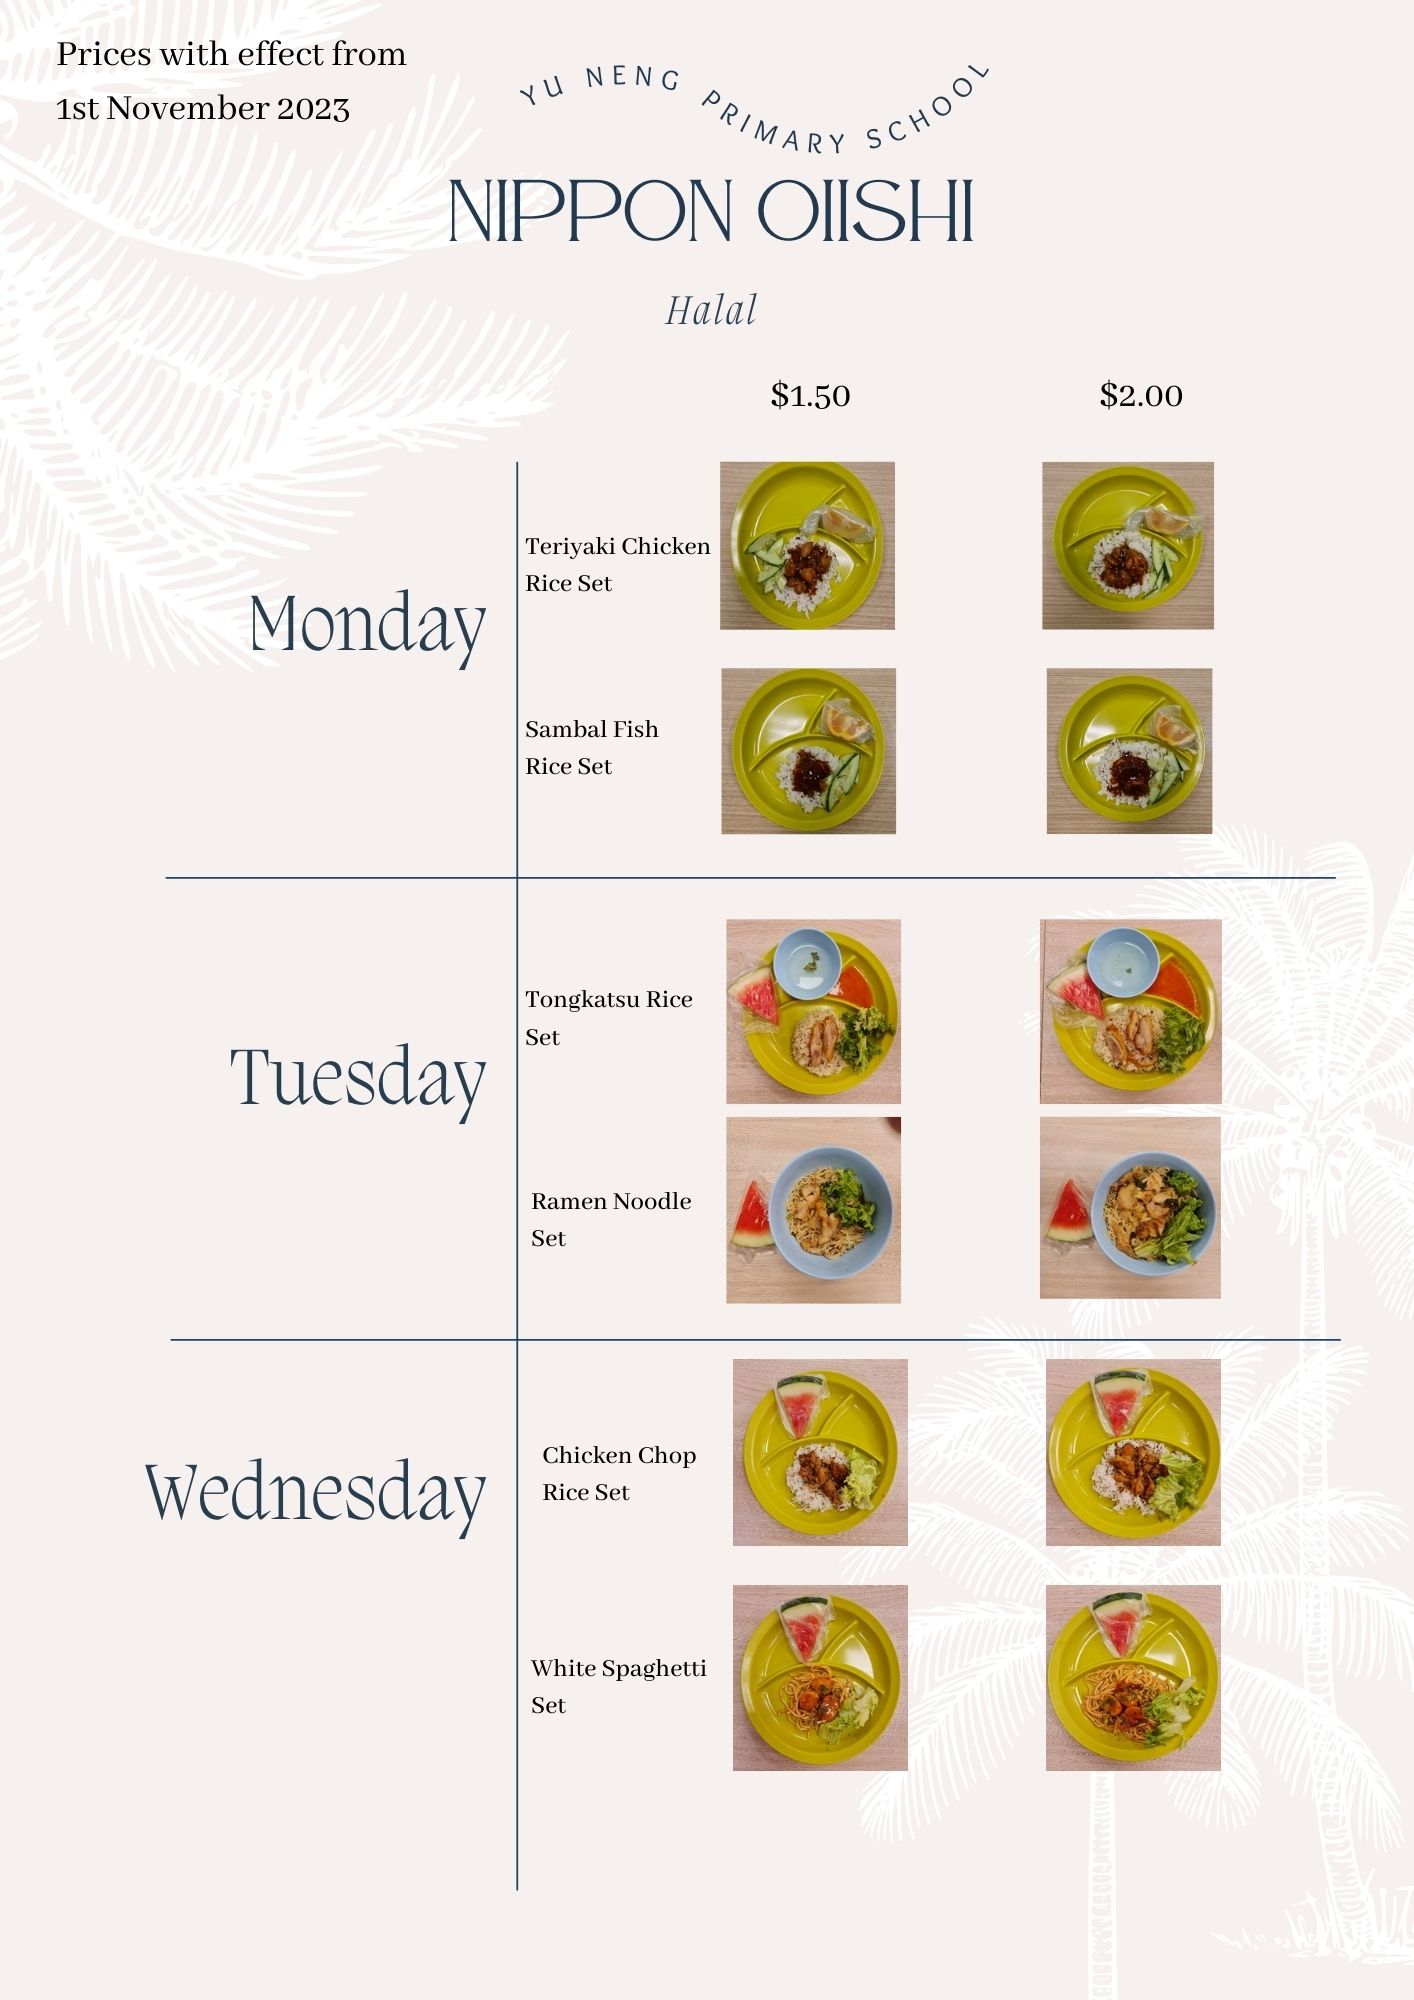 Prices with effect from
1st November 2023
YU NENG PRIMARY SCHOOL
NIPPON OIISHI
Halal
$1.50 $2.00
Monday
Teriyaki Chicken
Rice Set
Sambal Fish
Rice Set
Tuesday
Tongkatsu Rice
Set
Ramen Noodle
Set
Wednesday
Chicken Chop
Rice Set
White Spaghetti
Set